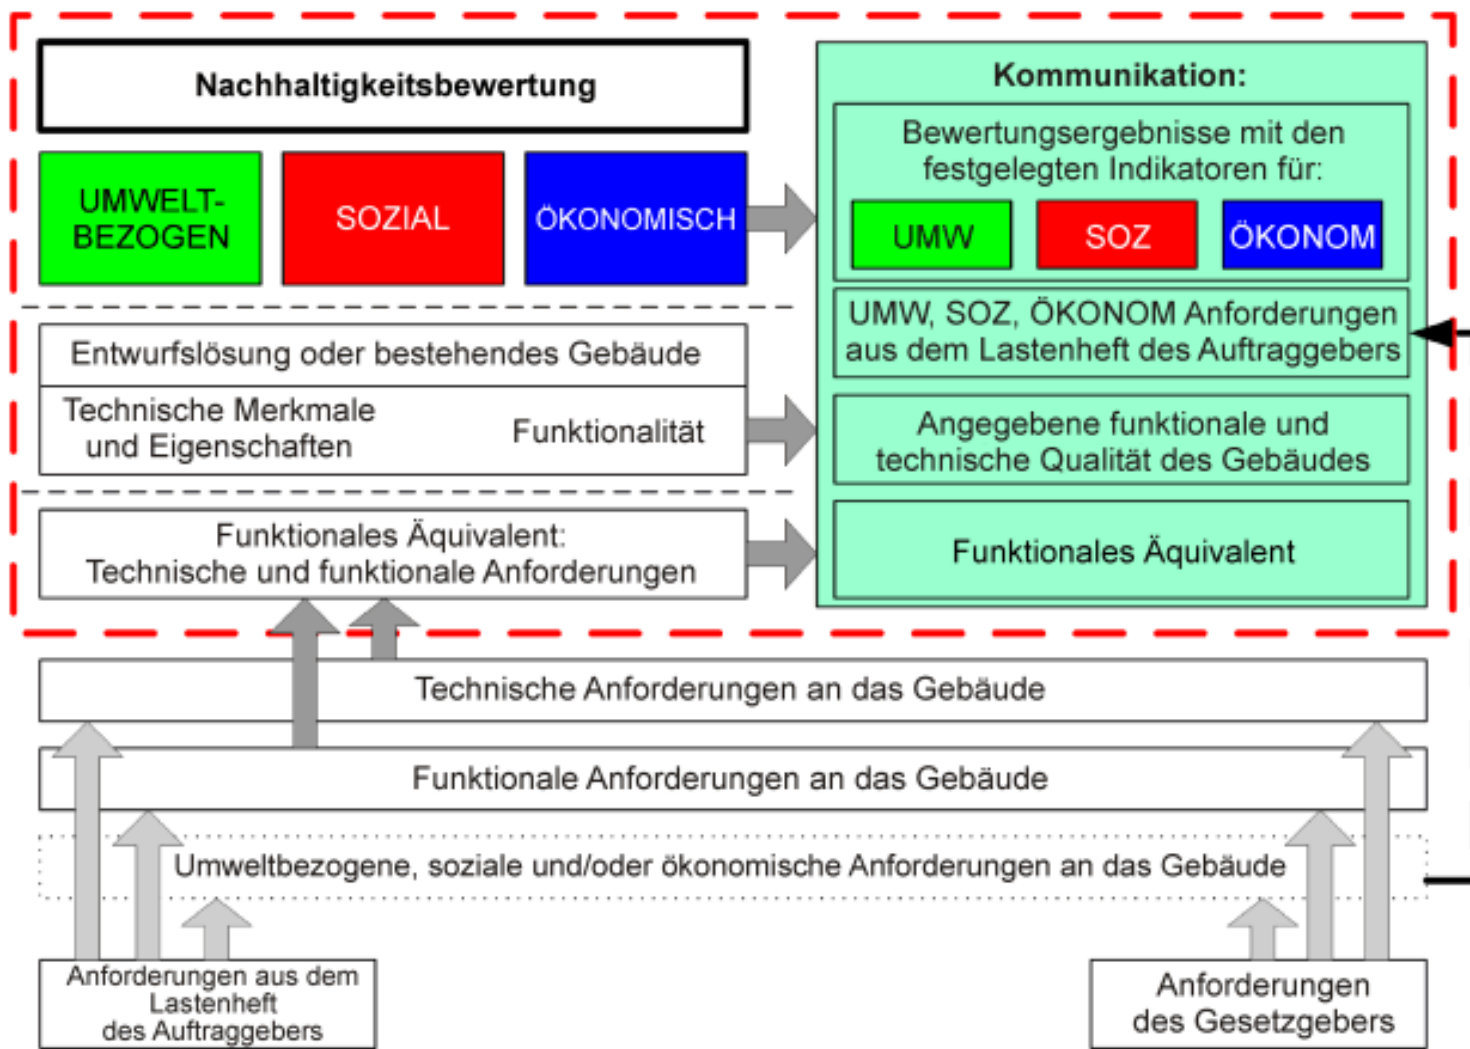 Nachhaltigkeitsbewertung
UMWELT-
BEZOGEN
SOZIAL
ÖKONOMISCH
Kommunikation:
Bewertungsergebnisse mit den
festgelegten Indikatoren für:
UMW
SOZ
ÖKONOM
UMW, SOZ, ÖKONOM Anforderungen
aus dem Lastenheft des Auftraggebers
Entwurfslösung oder bestehendes Gebäude
Technische Merkmale
und Eigenschaften
Funktionalität
Angegebene funktionale und
technische Qualität des Gebäudes
Funktionales Äquivalent:
Technische und funktionale Anforderungen
Funktionales Äquivalent
Technische Anforderungen an das Gebäude
Funktionale Anforderungen an das Gebäude
Umweltbezogene, soziale und/oder ökonomische Anforderungen an das Gebäude
Anforderungen aus dem
Lastenheft
des Auftraggebers
Anforderungen
des Gesetzgebers